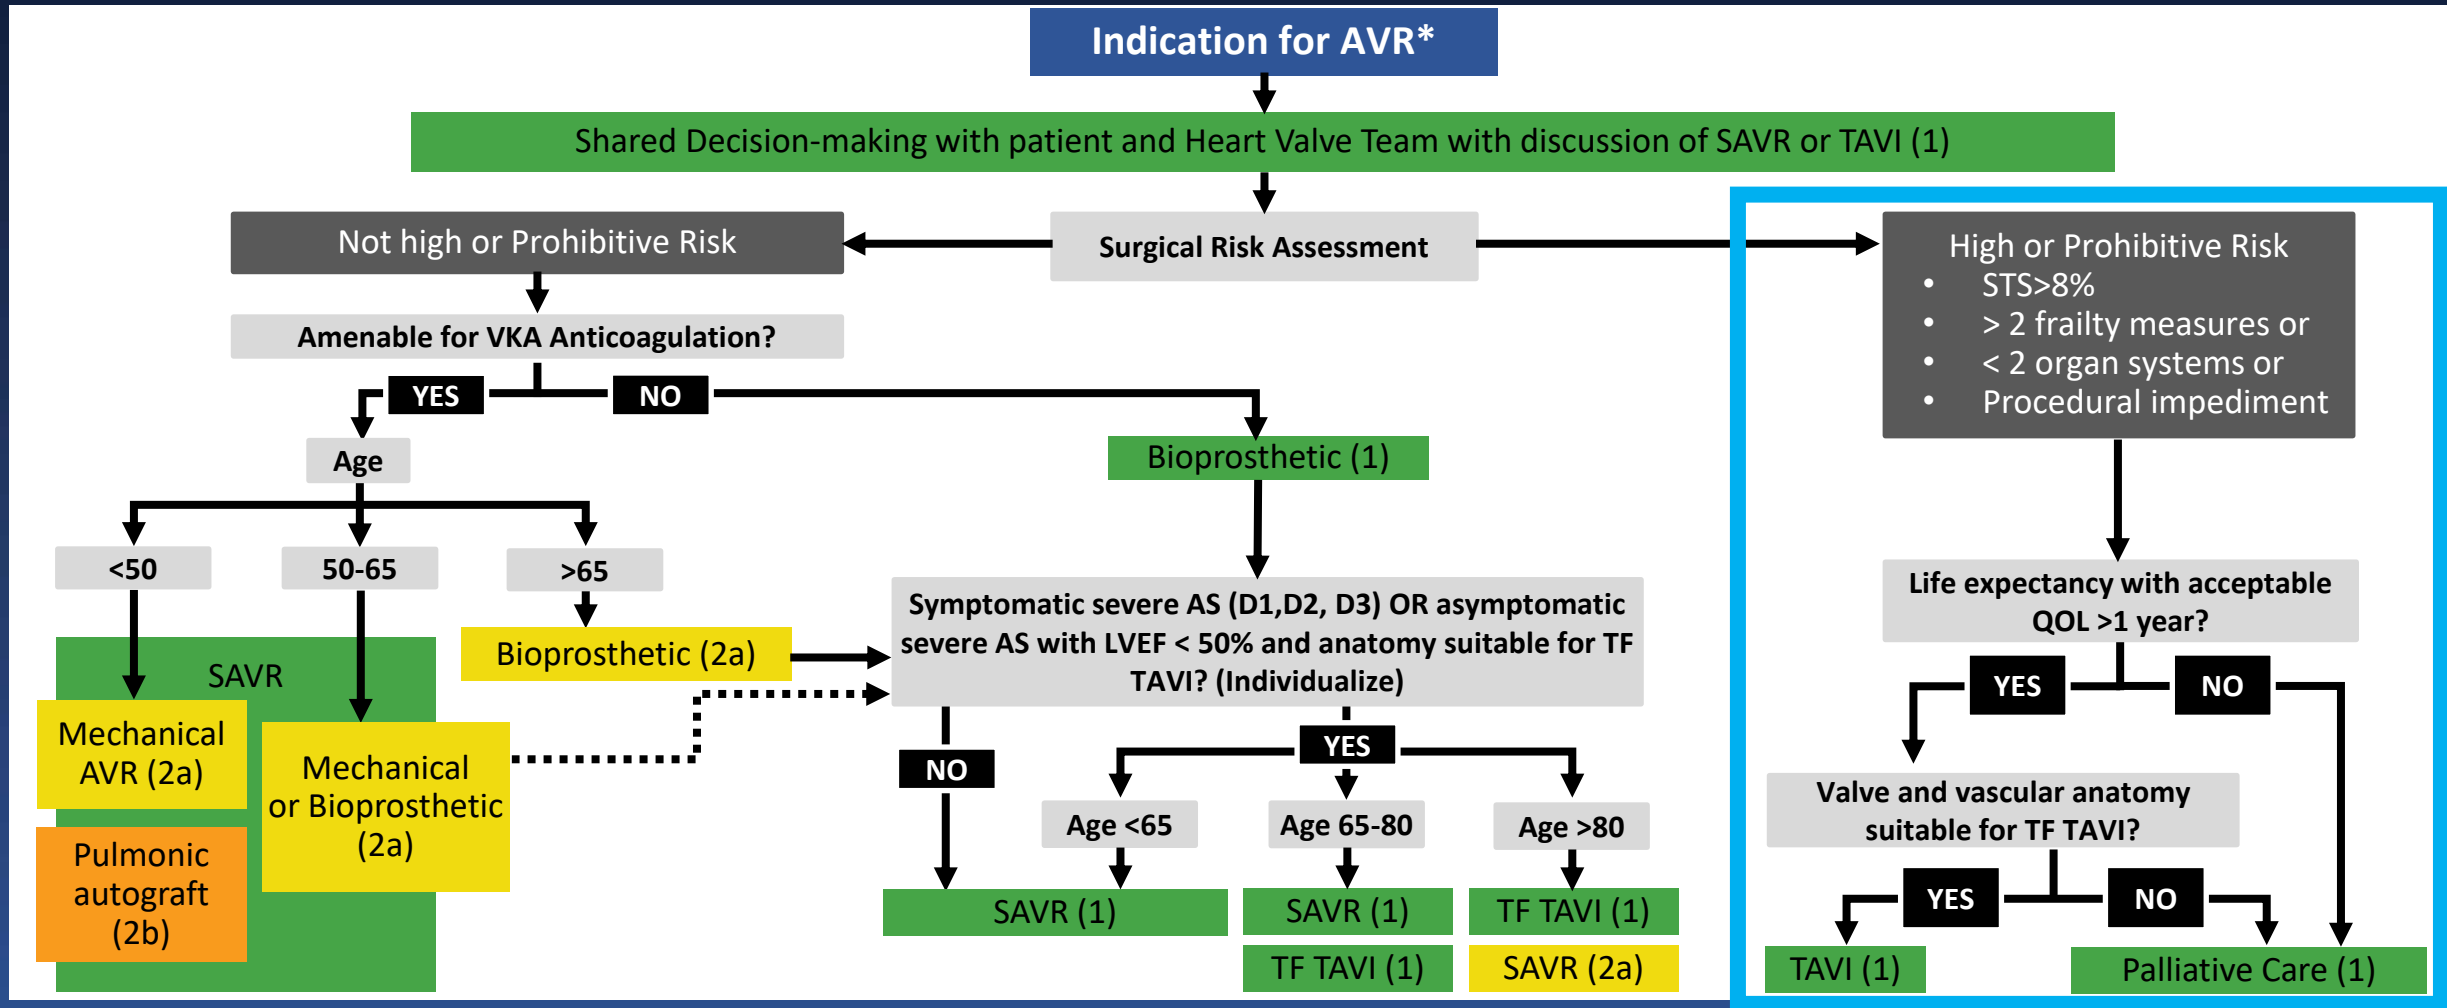 Indication for AVR*
Shared Decision-making with patient and Heart Valve Team with discussion of SAVR or TAVI (1)
Not high or Prohibitive Risk
Surgical Risk Assessment
High or Prohibitive Risk
• STS>8%
• > 2 frailty measures or
• < 2 organ systems or
• Procedural impediment
Amenable for VKA Anticoagulation?
YES
NO
Age
Bioprosthetic (1)
<50
50-65
>65
Life expectancy with acceptable
QOL >1 year?
Symptomatic severe AS (D1,D2, D3) OR asymptomatic
severe AS with LVEF < 50% and anatomy suitable for TF
TAVI? (Individualize)
Bioprosthetic (2a)
SAVR
Mechanical
AVR (2a)
Mechanical
or Bioprosthetic
(2a)
Pulmonic
autograft
(2b)
YES
NO
NO
YES
Valve and vascular anatomy
suitable for TF TAVI?
Age <65
Age 65-80
Age >80
YES
NO
SAVR (1)
SAVR (1)
TF TAVI (1)
TF TAVI (1)
SAVR (2a)
TAVI (1)
Palliative Care (1)